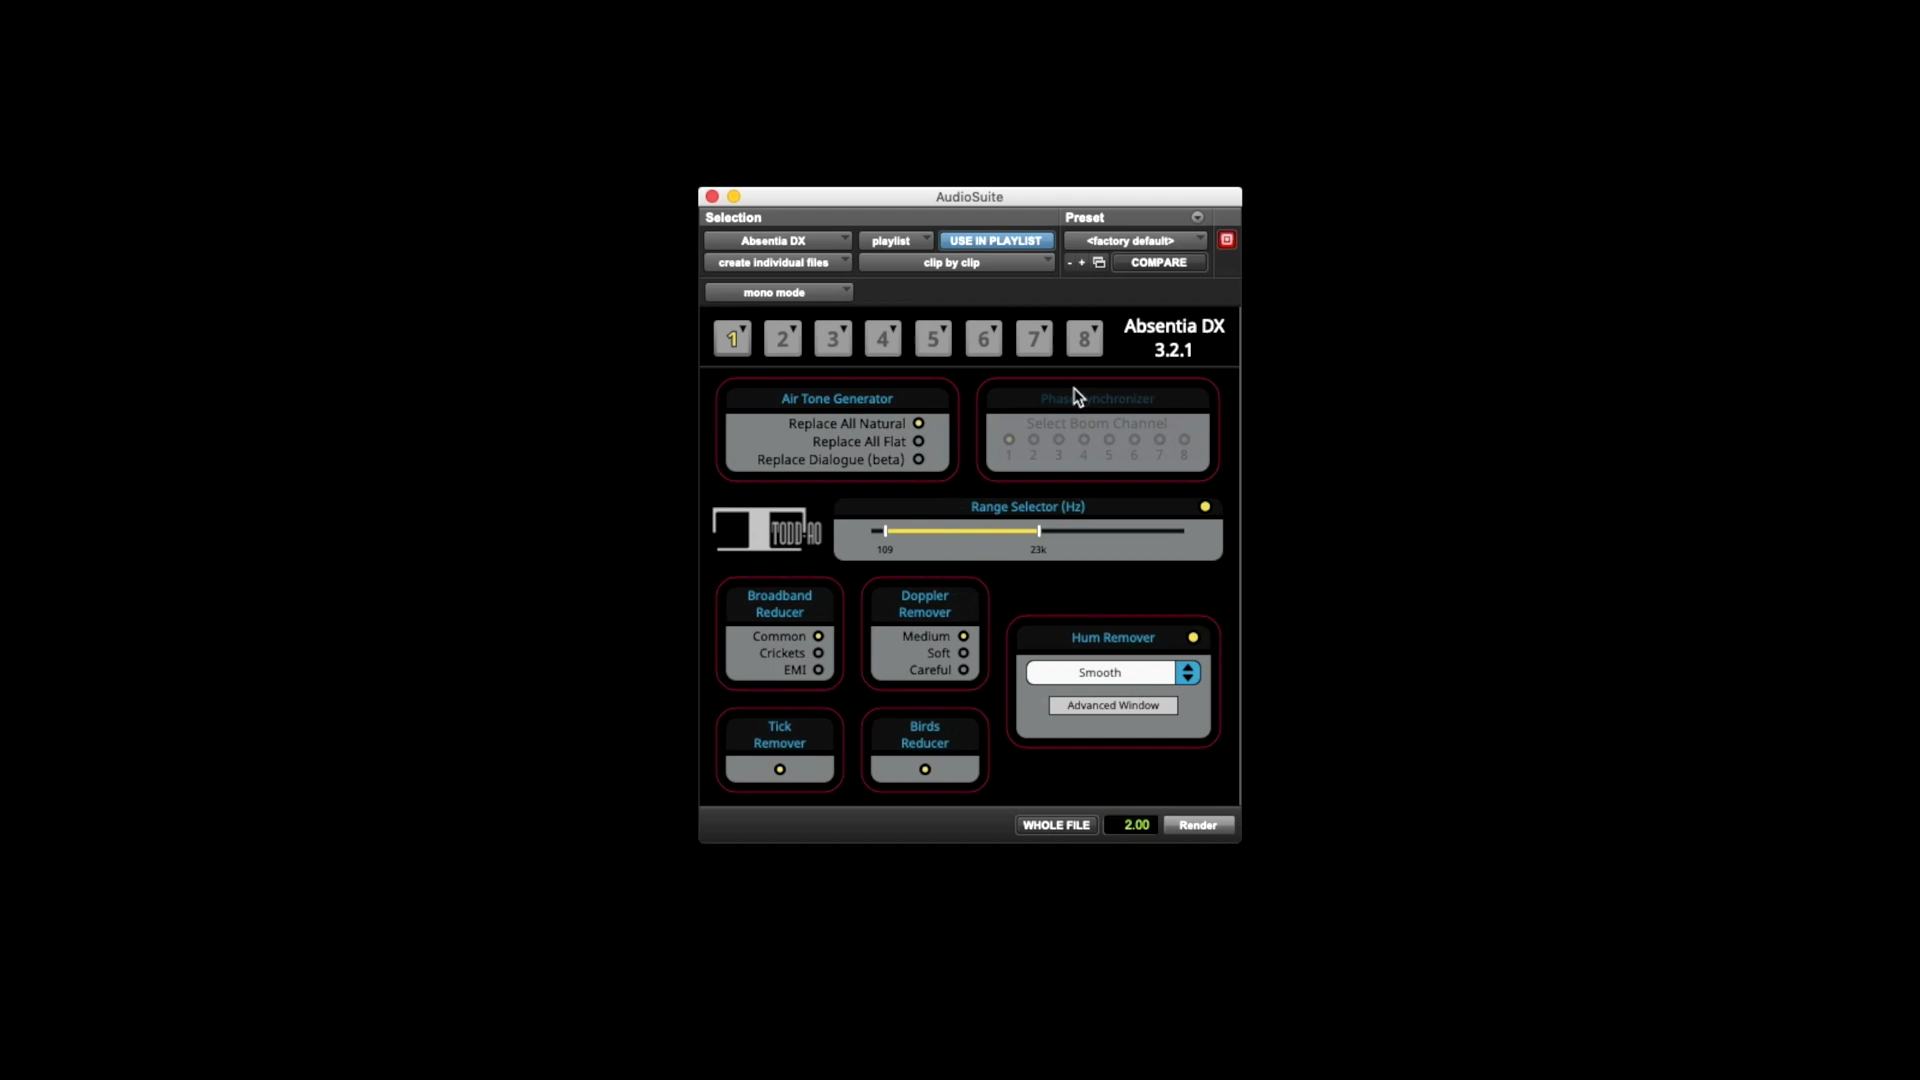 AudioSuite
Selection
Preset
Absentia DX
playlist
USE IN PLAYLIST
<factory default>
create individual files
clip by clip
- +
COMPARE
mono mode
1 2 3 4 5 6 7 8
Absentia DX
3.2.1
Air Tone Generator
Replace All Natural
Replace All Flat
Replace Dialogue (beta)
Select Boom Channel
1 2 3 4 5 6 7 8
TODD-AO
Range Selector (Hz)
109
23k
Broadband
Reducer
Common
Crickets
EMI
Doppler
Remover
Medium
Soft
Careful
Hum Remover
Smooth
Advanced Window
Tick
Remover
Birds
Reducer
WHOLE FILE
2.00
Render